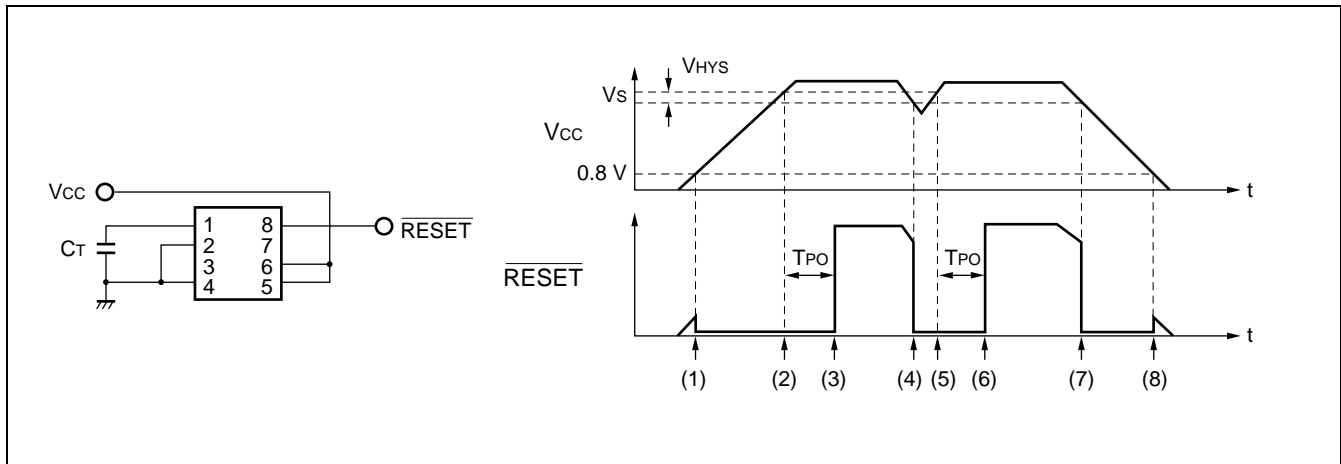 VHYS
VS
VCC
0.8 V
t
VCC
CT
1 8
2 7
3 6
4 5
RESET
RESET
TPO TPO
t
(1) (2) (3) (4) (5) (6) (7) (8)